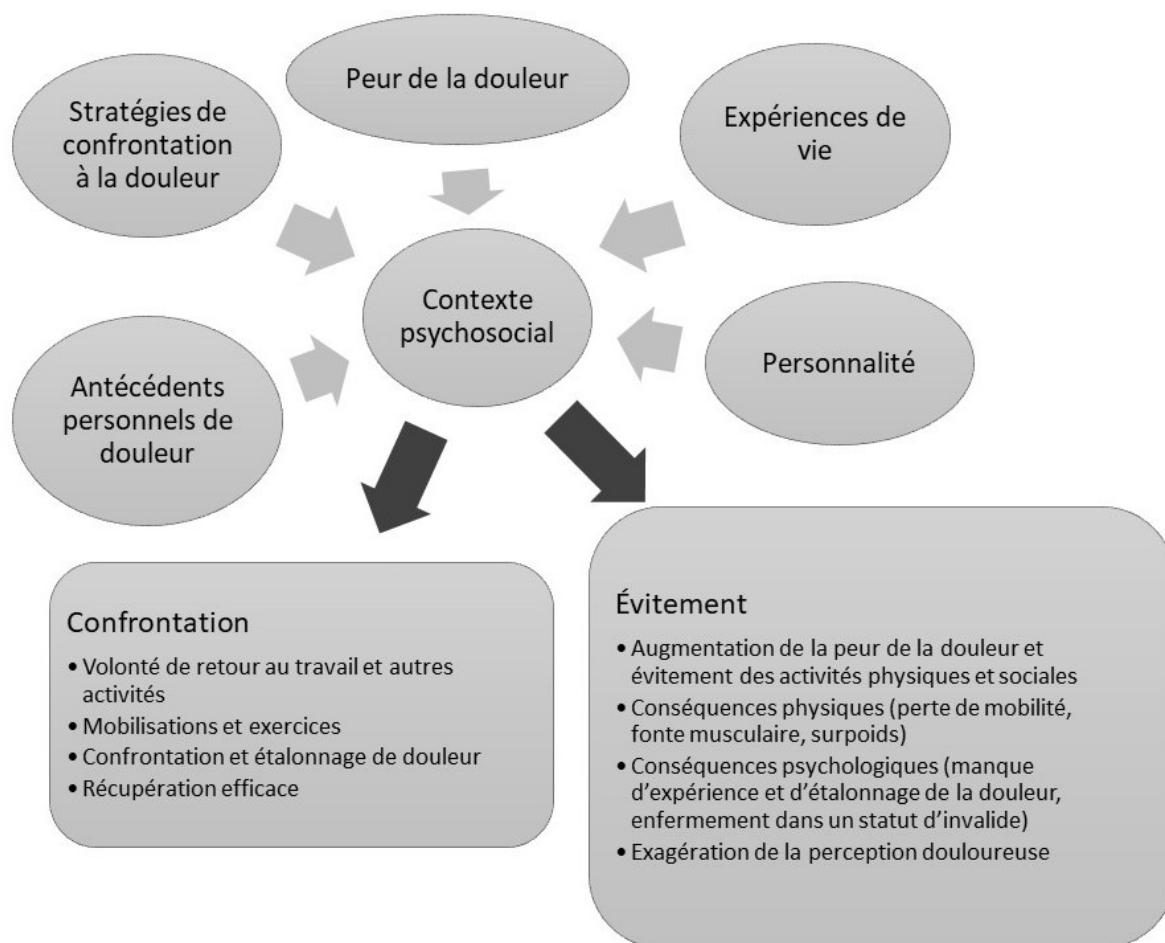 Peur de la douleur
Stratégies de
confrontation
à la douleur
Expériences de
vie
Contexte
psychosocial
Antécédents
personnels de
douleur
Personnalité
Confrontation
• Volonté de retour au travail et autres
activités
• Mobilisations et exercices
• Confrontation et étalonnage de douleur
• Récupération efficace
Évitement
• Augmentation de la peur de la douleur et
évitement des activités physiques et sociales
• Conséquences physiques (perte de mobilité,
fonte musculaire, surpoids)
• Conséquences psychologiques (manque
d’expérience et d’étalonnage de la douleur,
enfermement dans un statut d’invalide)
• Exagération de la perception douloureuse